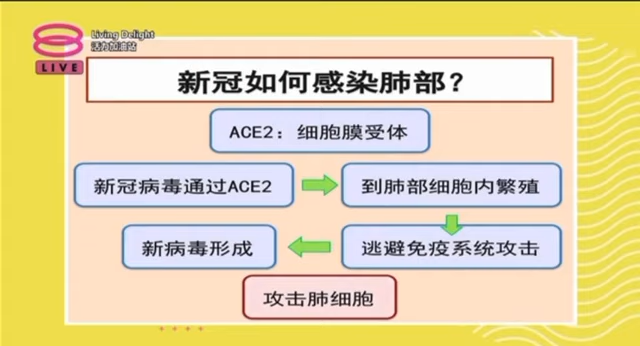 Living Delight
活力加油站
LIVE
新冠如何感染肺部？
ACE2：细胞膜受体
新冠病毒通过ACE2
到肺部细胞内繁殖
新病毒形成
逃避免疫系统攻击
攻击肺细胞